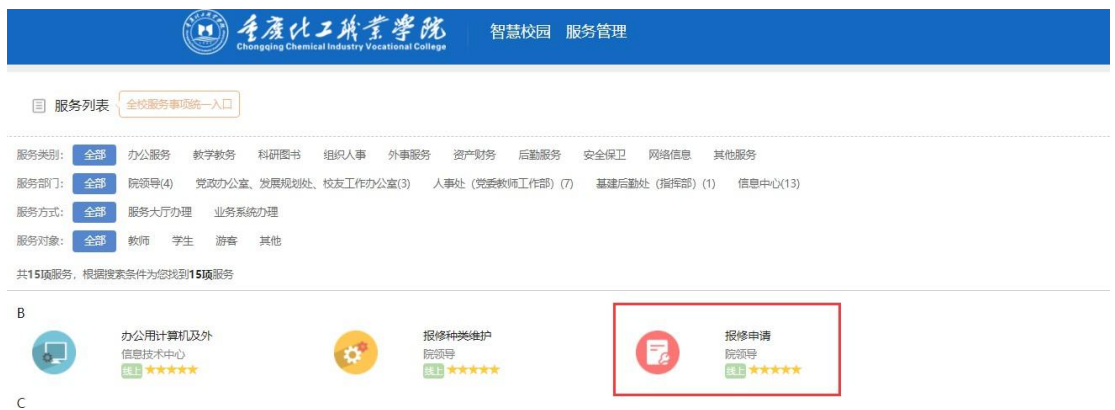 重庆化工职业学院
Chongqing Chemical Industry Vocational College
智慧校园 服务管理
服务列表 全校服务事项统一入口
服务类别: 全部 办公服务 教学教务 科研图书 组织人事 外事服务 资产财务 后勤服务 安全保卫 网络信息 其他服务
服务部门: 全部 院领导(4) 党政办公室、发展规划处、校友工作办公室(3) 人事处(党委教师工作部)(7) 基建后勤处(指挥部)(1) 信息中心(13)
服务方式: 全部 服务大厅办理 业务系统办理
服务对象: 全部 教师 学生 游客 其他
共15项服务,根据搜索条件为您找到15项服务
B
办公用计算机及外 报修种类维护 报修申请
信息技术中心 院领导 院领导
线上 ★★★★★ 线上 ★★★★★ 线上 ★★★★★
C